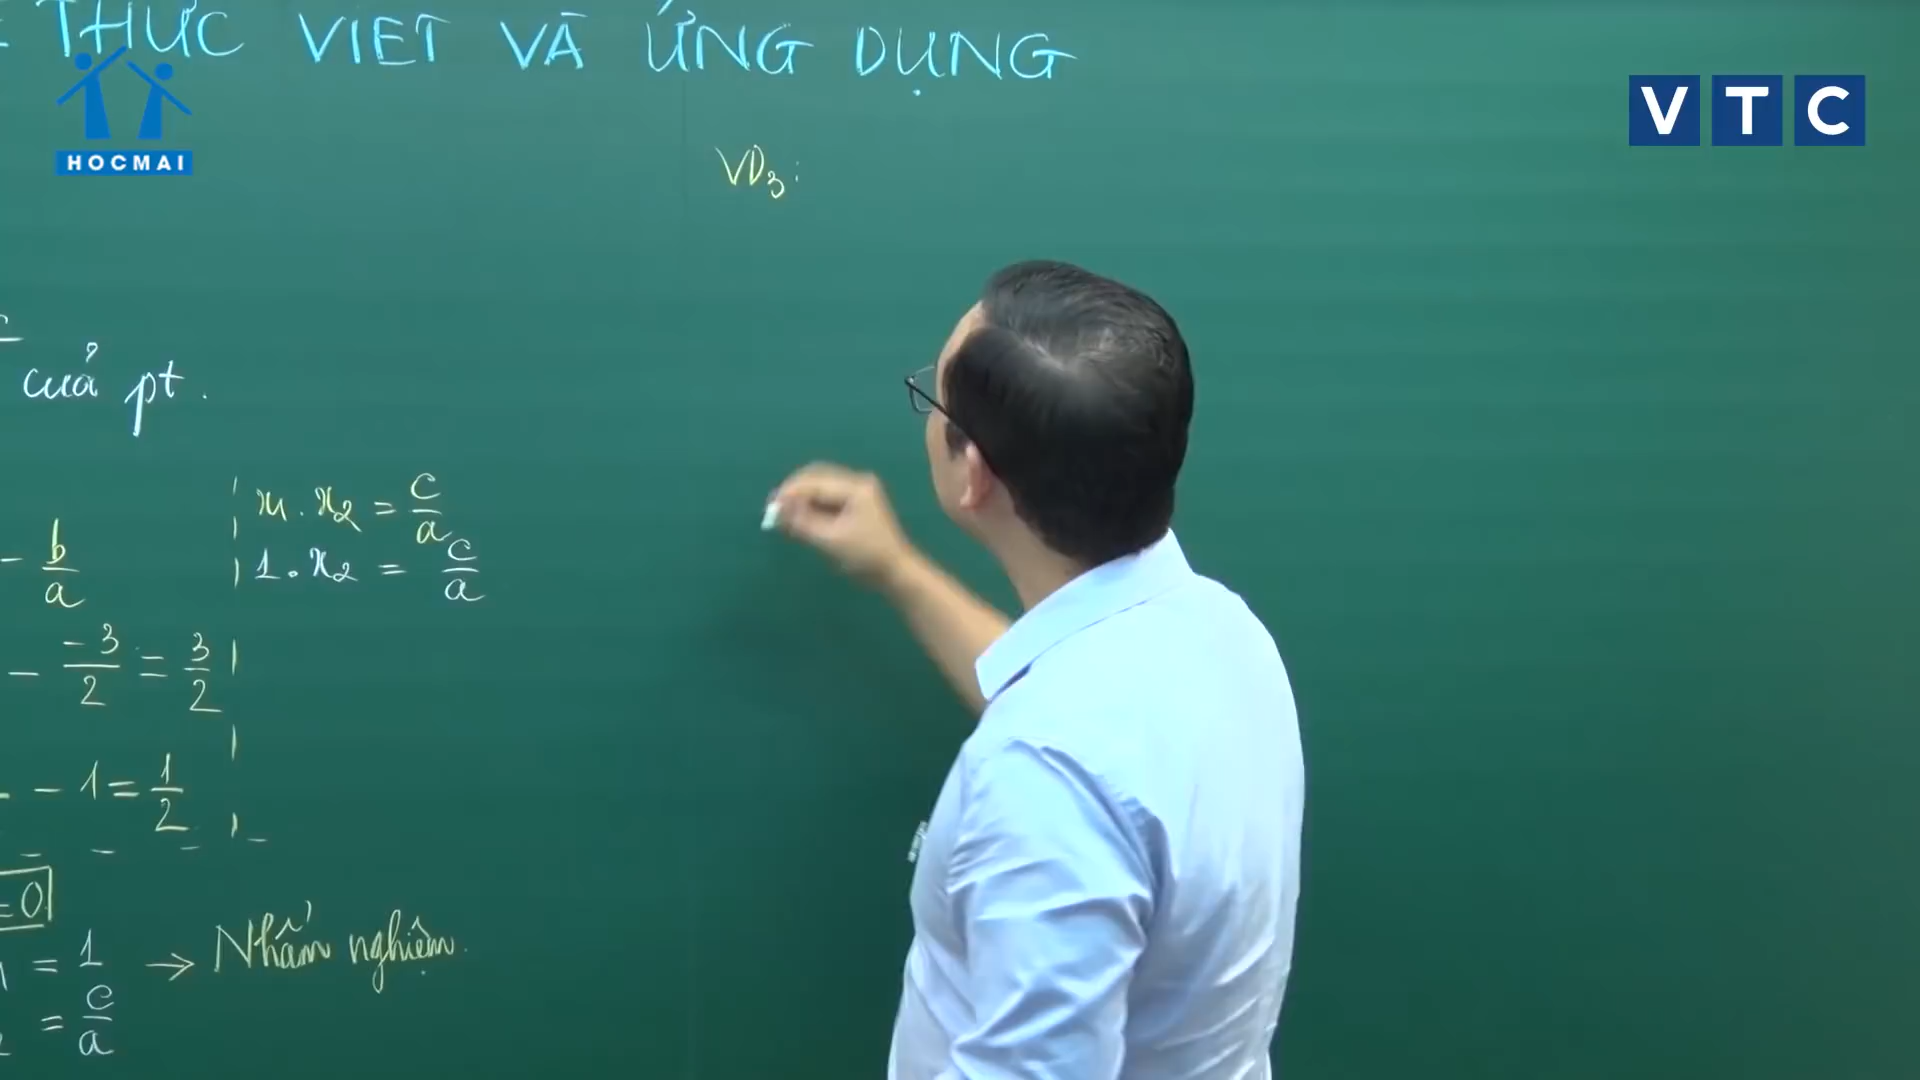 THỨC VIET VÀ ỨNG DỤNG
HOCMAI
VTC
VD3:
của pt.
x1 . x2 = c/a
- b/a
1 . x2 = c/a
- -3/2 = 3/2
- 1 = 1/2
= 0
= 1 → Nhẩm nghiệm.
= c/a